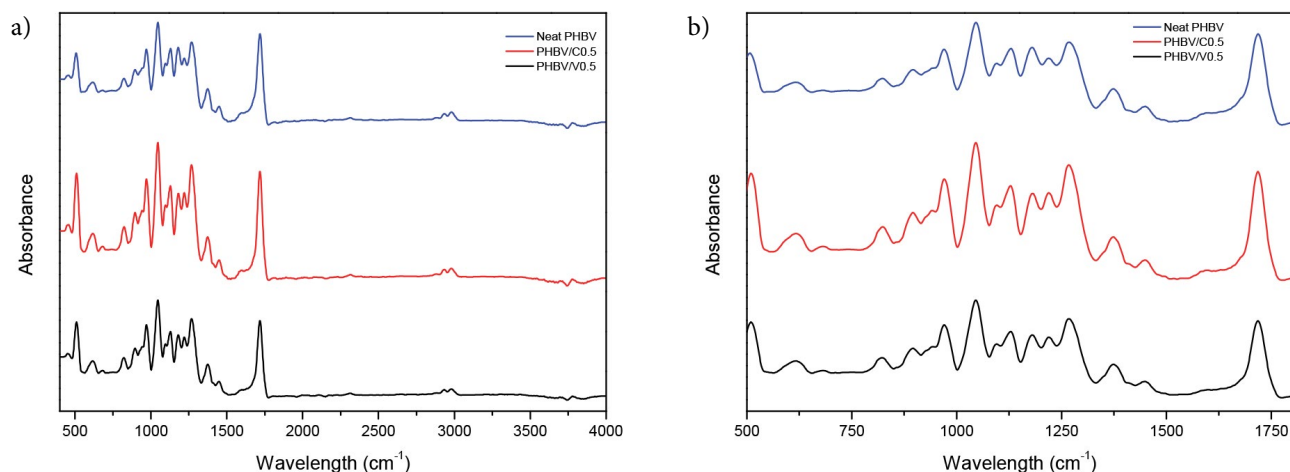 a)
Neat PHBV
PHBV/C0.5
PHBV/V0.5
Absorbance
500 1000 1500 2000 2500 3000 3500 4000
Wavelength (cm⁻¹)
b)
Neat PHBV
PHBV/C0.5
PHBV/V0.5
Absorbance
500 750 1000 1250 1500 1750
Wavelength (cm⁻¹)